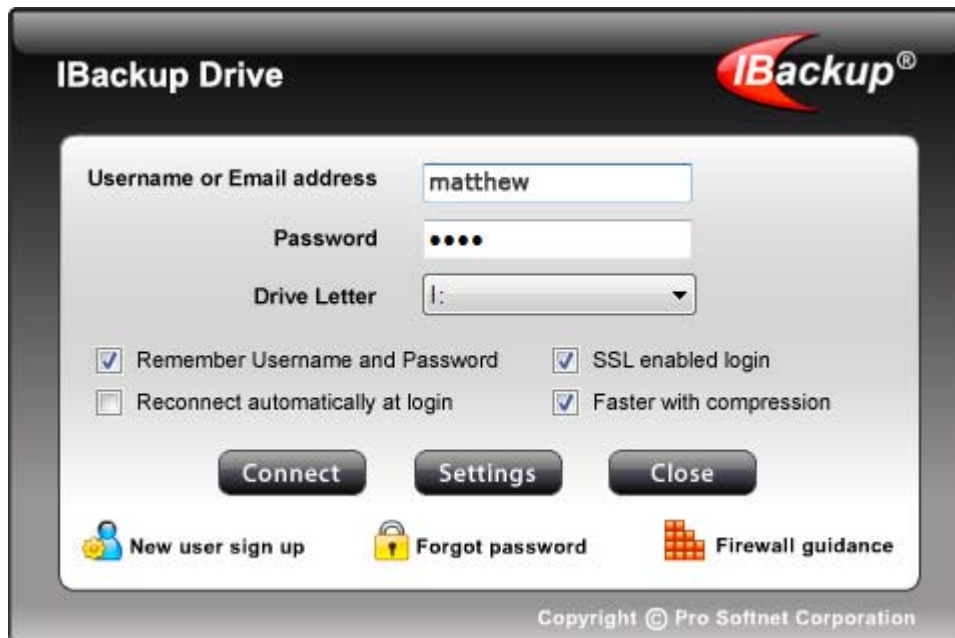 IBackup Drive
IBackup®
Username or Email address
matthew
Password
••••
Drive Letter
I:
Remember Username and Password
SSL enabled login
Reconnect automatically at login
Faster with compression
Connect
Settings
Close
New user sign up
Forgot password
Firewall guidance
Copyright © Pro Softnet Corporation